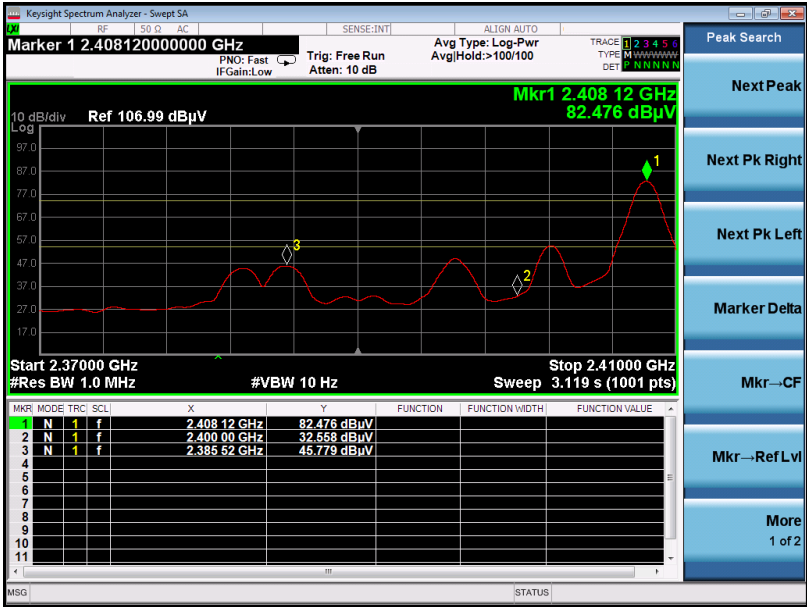 Keysight Spectrum Analyzer - Swept SA
LXI RF 50 Ω AC SENSE:INT ALIGN AUTO
Marker 1 2.408120000000 GHz
PNO: Fast
IFGain:Low
Trig: Free Run
Atten: 10 dB
Avg Type: Log-Pwr
Avg|Hold:>100/100
TRACE 1 2 3 4 5 6
TYPE M W W W W W
DET P N N N N N
Mkr1 2.408 12 GHz
82.476 dBµV
10 dB/div Ref 106.99 dBµV
Log
97.0
87.0
77.0
67.0
57.0
47.0
37.0
27.0
17.0
1
3
2
Start 2.37000 GHz Stop 2.41000 GHz
#Res BW 1.0 MHz #VBW 10 Hz Sweep 3.119 s (1001 pts)
MKR MODE TRC SCL X Y FUNCTION FUNCTION WIDTH FUNCTION VALUE
1 N 1 f 2.408 12 GHz 82.476 dBµV
2 N 1 f 2.400 00 GHz 32.558 dBµV
3 N 1 f 2.385 52 GHz 45.779 dBµV
4
5
6
7
8
9
10
11
MSG STATUS
Peak Search
Next Peak
Next Pk Right
Next Pk Left
Marker Delta
Mkr→CF
Mkr→Ref Lvl
More
1 of 2